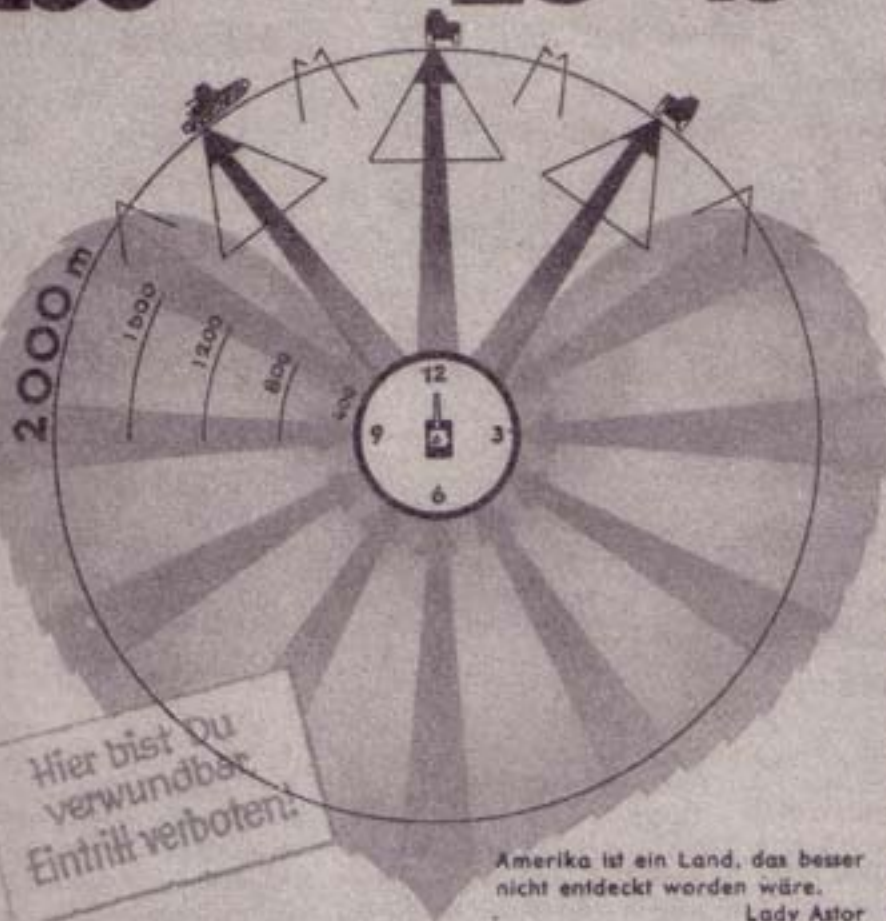 2000 m
1600
1200
800
400
12
9
3
6
Hier bist Du
verwundbar
Eintritt verboten!
Amerika ist ein Land, das besser
nicht entdeckt worden wäre.
Lady Astor